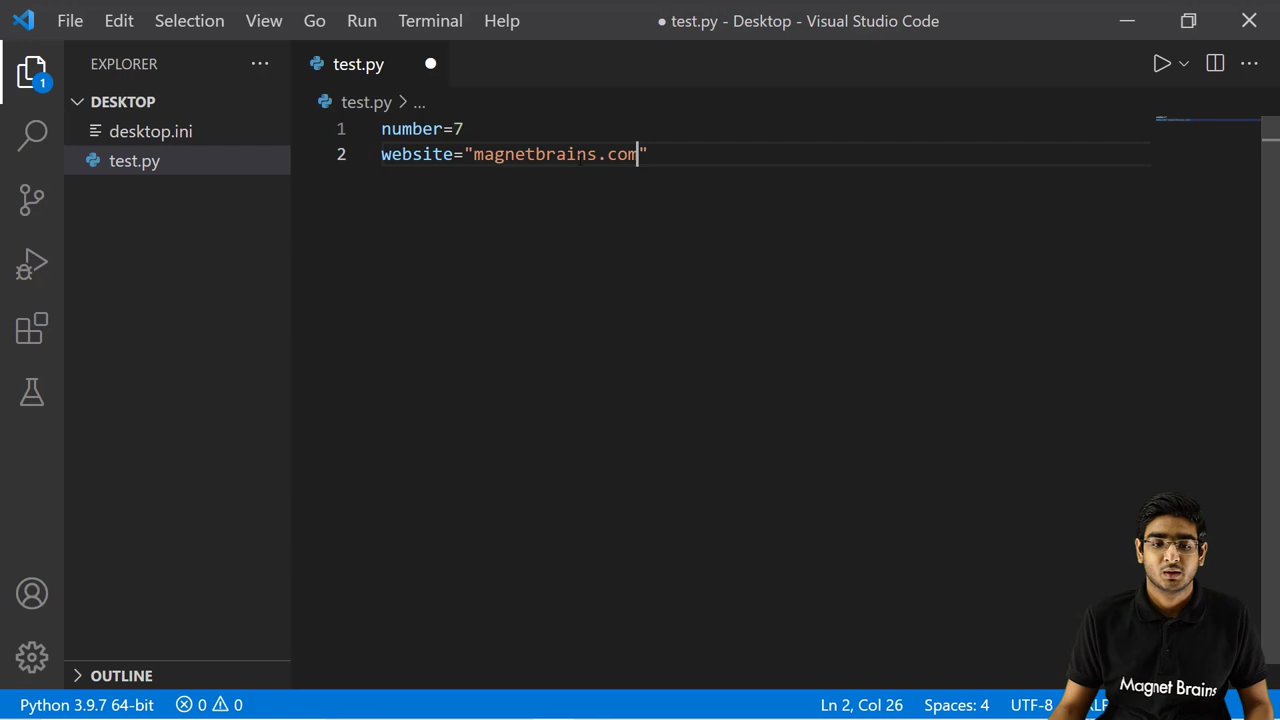 File Edit Selection View Go Run Terminal Help
● test.py - Desktop - Visual Studio Code
EXPLORER
test.py
1
DESKTOP
test.py > ...
desktop.ini
test.py
1 number=7
2 website="magnetbrains.com"
OUTLINE
Magnet Brains
Python 3.9.7 64-bit 0 0 Ln 2, Col 26 Spaces: 4 UTF-8